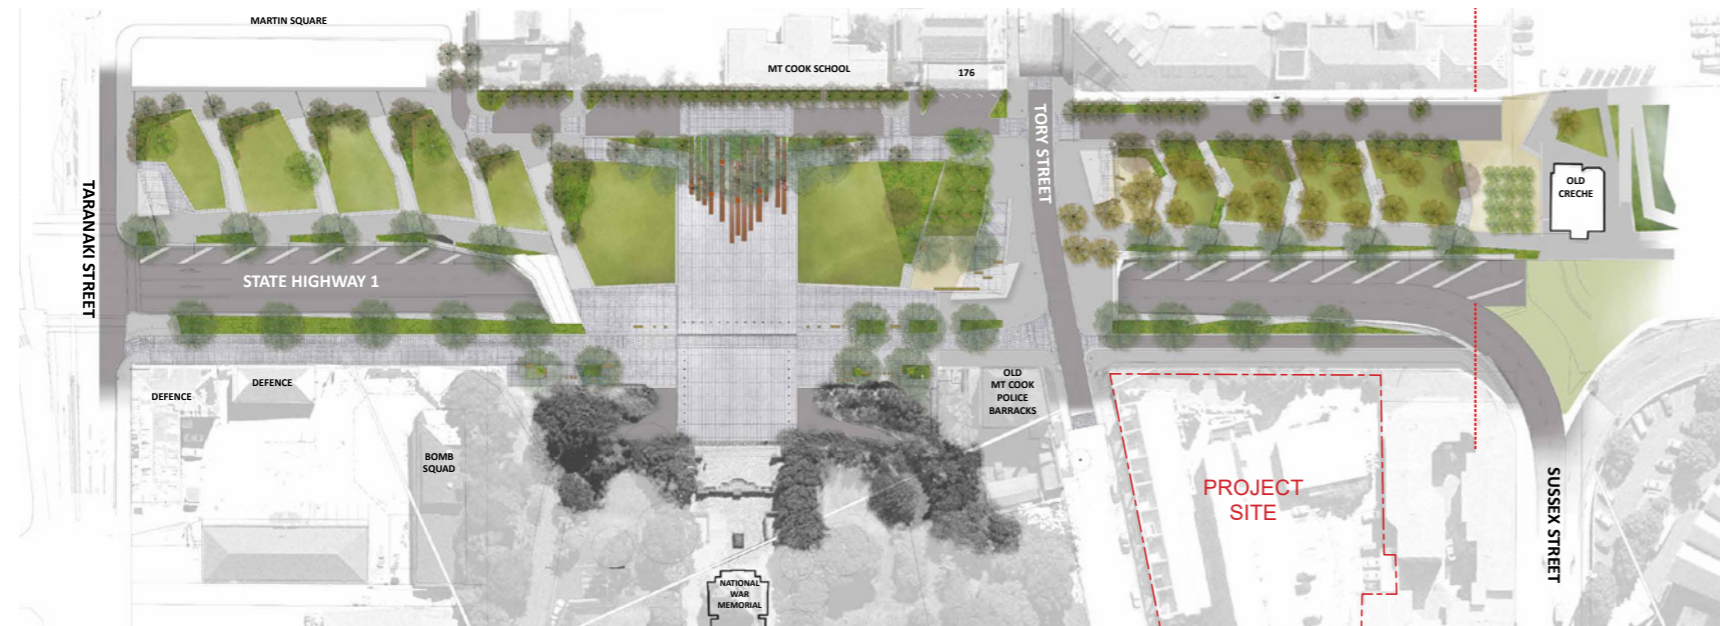 MARTIN SQUARE
MT COOK SCHOOL
176
TORY STREET
TARANAKI STREET
OLD
CRECHE
STATE HIGHWAY 1
DEFENCE
DEFENCE
OLD
MT COOK
POLICE
BARRACKS
BOMB
SQUAD
PROJECT
SITE
SUSSEX STREET
NATIONAL
WAR
MEMORIAL